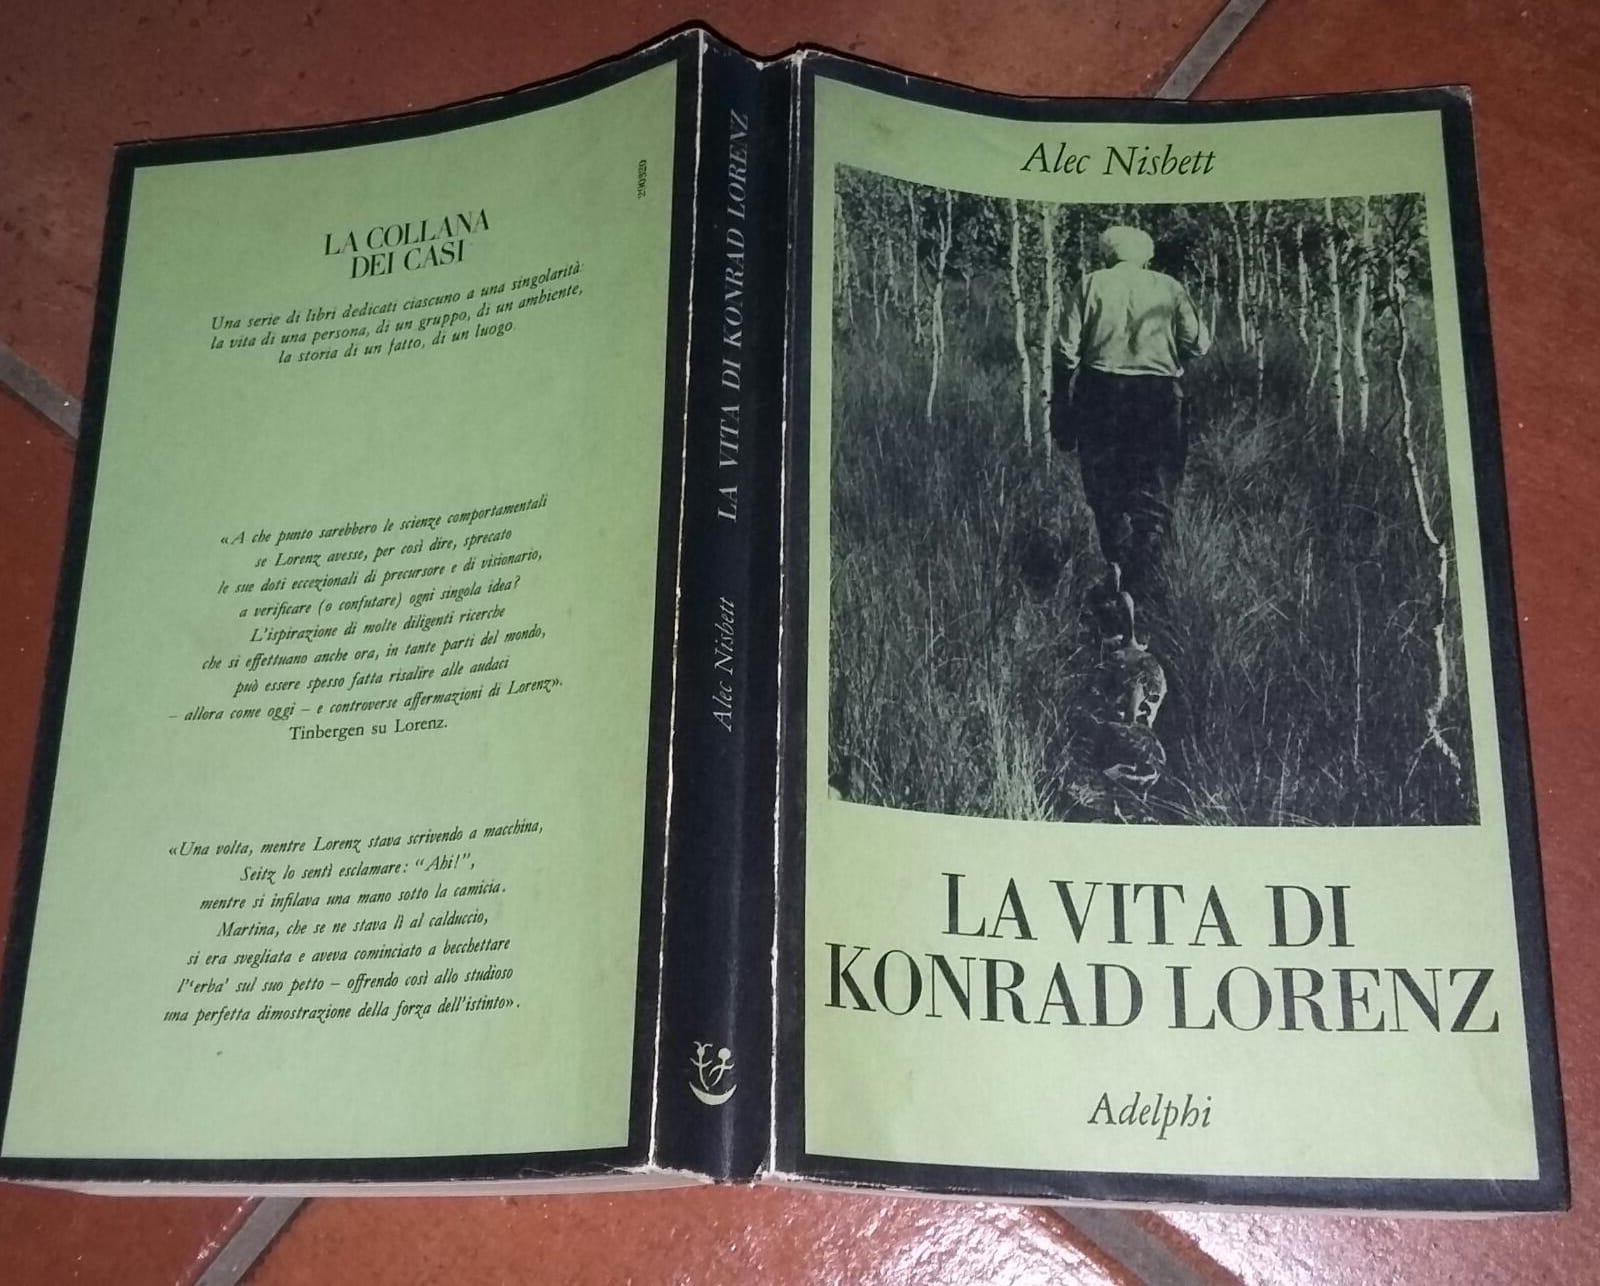 LA COLLANA
DEI CASI
Una serie di libri dedicati ciascuno a una singolarità:
la vita di una persona, di un gruppo, di un ambiente,
la storia di un fatto, di un luogo.
«A che punto sarebbero le scienze comportamentali
se Lorenz avesse, per così dire, sprecato
le sue doti eccezionali di precursore e di visionario,
a verificare (o confutare) ogni singola idea?
L'ispirazione di molte diligenti ricerche
che si effettuano anche ora, in tante parti del mondo,
può essere spesso fatta risalire alle audaci
– allora come oggi – e controverse affermazioni di Lorenz».
Tinbergen su Lorenz.
«Una volta, mentre Lorenz stava scrivendo a macchina,
Seitz lo sentì esclamare: “Ahi!”,
mentre si infilava una mano sotto la camicia.
Martina, che se ne stava lì al calduccio,
si era svegliata e aveva cominciato a becchettare
l'‘erba’ sul suo petto – offrendo così allo studioso
una perfetta dimostrazione della forza dell'istinto».
Alec Nisbett LA VITA DI KONRAD LORENZ
Alec Nisbett
LA VITA DI
KONRAD LORENZ
Adelphi